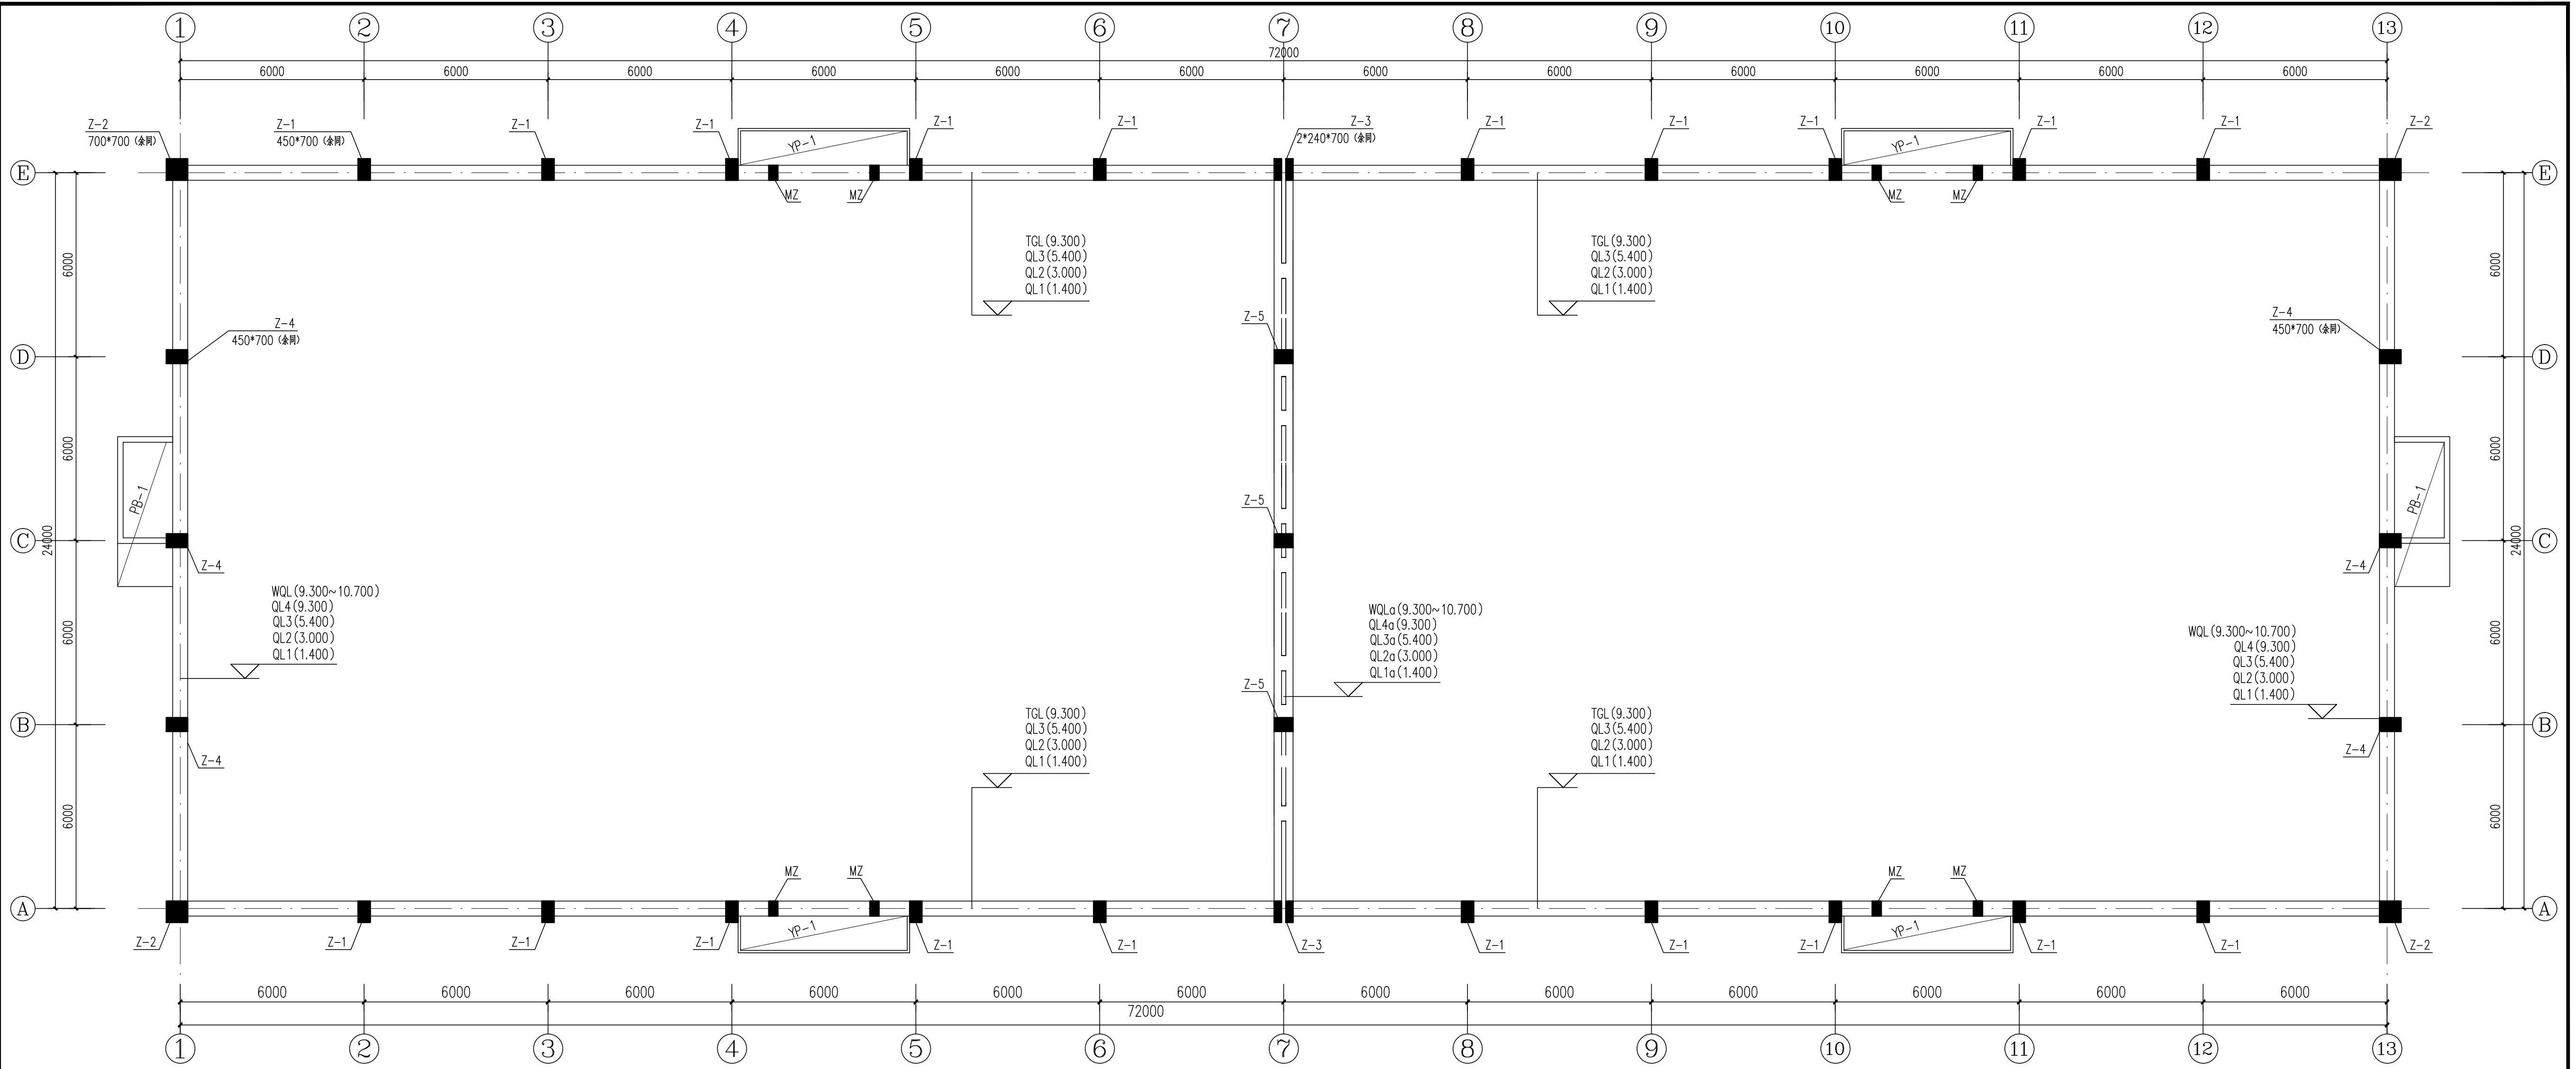 1 2 3 4 5 6 7 8 9 10 11 12 13
72000
6000 6000 6000 6000 6000 6000 6000 6000 6000 6000 6000 6000
Z-2
700*700 (余同)
Z-1
450*700 (余同)
Z-1
Z-1
YP-1
Z-1
Z-1
Z-3
2*240*700 (余同)
Z-1
Z-1
Z-1
YP-1
Z-1
Z-1
Z-2
E
E
MZ
MZ
MZ
MZ
6000
6000
TGL(9.300)
QL3(5.400)
QL2(3.000)
QL1(1.400)
TGL(9.300)
QL3(5.400)
QL2(3.000)
QL1(1.400)
Z-4
450*700 (余同)
Z-5
Z-4
450*700 (余同)
D
D
6000
6000
PB-1
PB-1
Z-5
C
24000
24000
C
Z-4
Z-4
WQL(9.300~10.700)
QL4(9.300)
QL3(5.400)
QL2(3.000)
QL1(1.400)
WQLa(9.300~10.700)
QL4a(9.300)
QL3a(5.400)
QL2a(3.000)
QL1a(1.400)
WQL(9.300~10.700)
QL4(9.300)
QL3(5.400)
QL2(3.000)
QL1(1.400)
6000
6000
Z-5
B
B
Z-4
Z-4
TGL(9.300)
QL3(5.400)
QL2(3.000)
QL1(1.400)
TGL(9.300)
QL3(5.400)
QL2(3.000)
QL1(1.400)
6000
6000
MZ
MZ
MZ
MZ
A
A
Z-2
Z-1
Z-1
Z-1
YP-1
Z-1
Z-1
Z-3
Z-1
Z-1
Z-1
YP-1
Z-1
Z-1
Z-2
6000 6000 6000 6000 6000 6000 6000 6000 6000 6000 6000 6000
72000
1 2 3 4 5 6 7 8 9 10 11 12 13